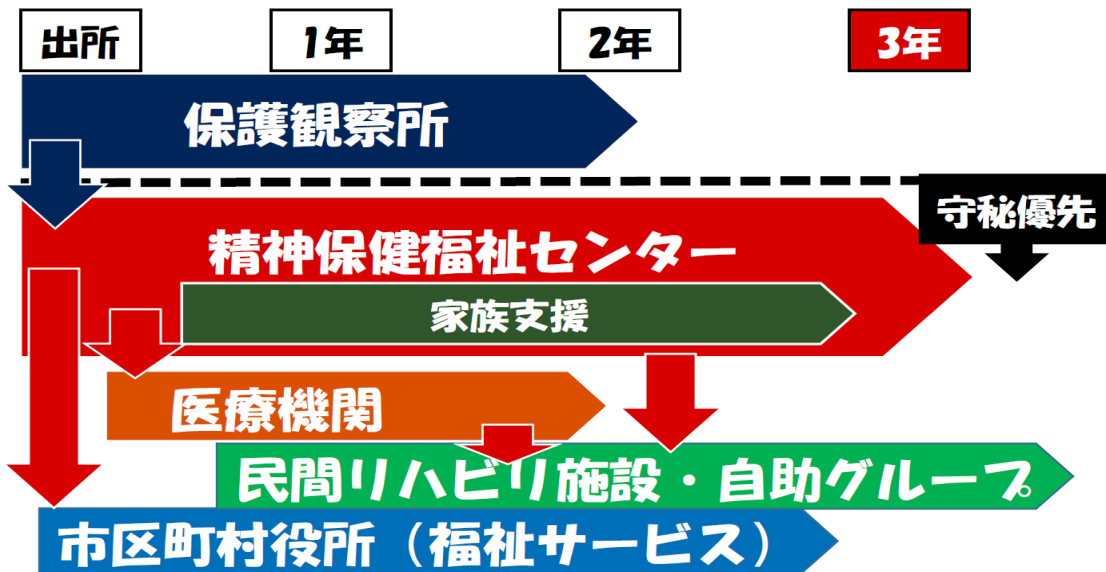 出所
1年
2年
3年
保護観察所
守秘優先
精神保健福祉センター
家族支援
医療機関
民間リハビリ施設・自助グループ。
市区町村役所（福祉サービス）